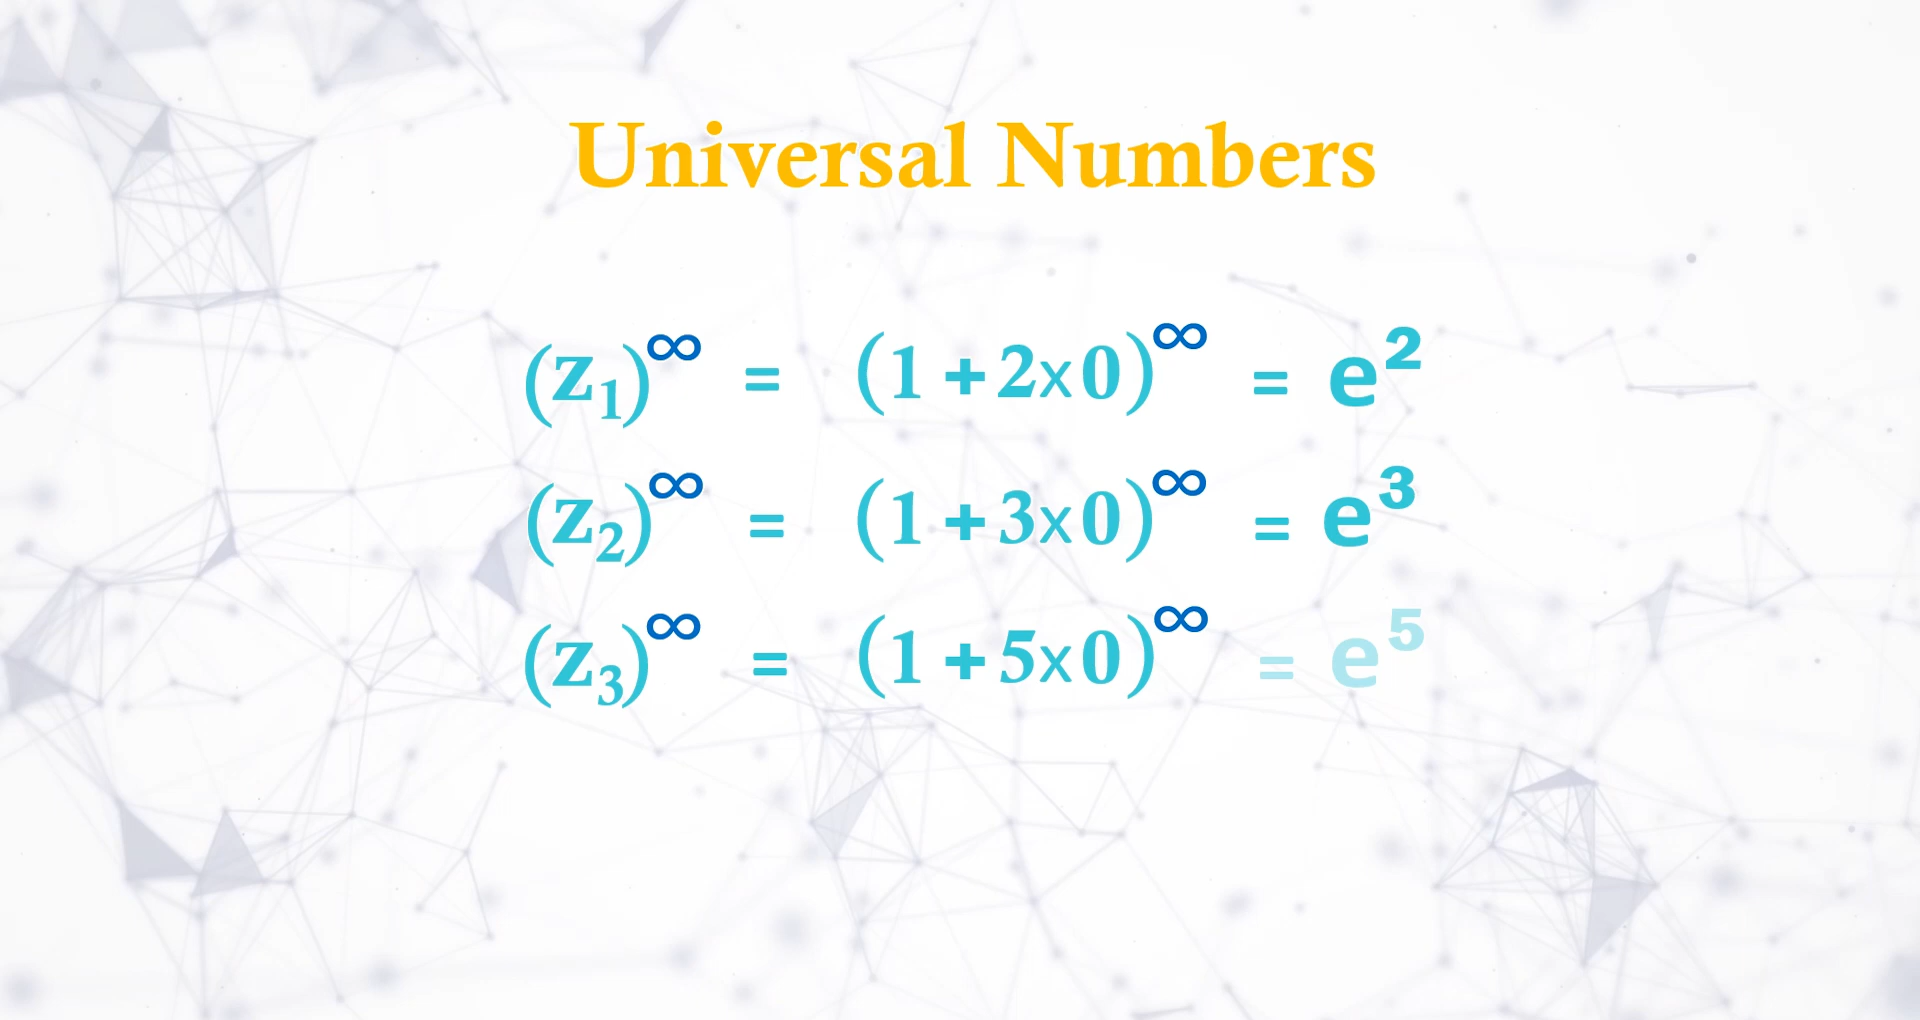 Universal Numbers
(z₁)^∞ = (1 + 2x0)^∞ = e²
(z₂)^∞ = (1 + 3x0)^∞ = e³
(z₃)^∞ = (1 + 5x0)^∞ = e⁵